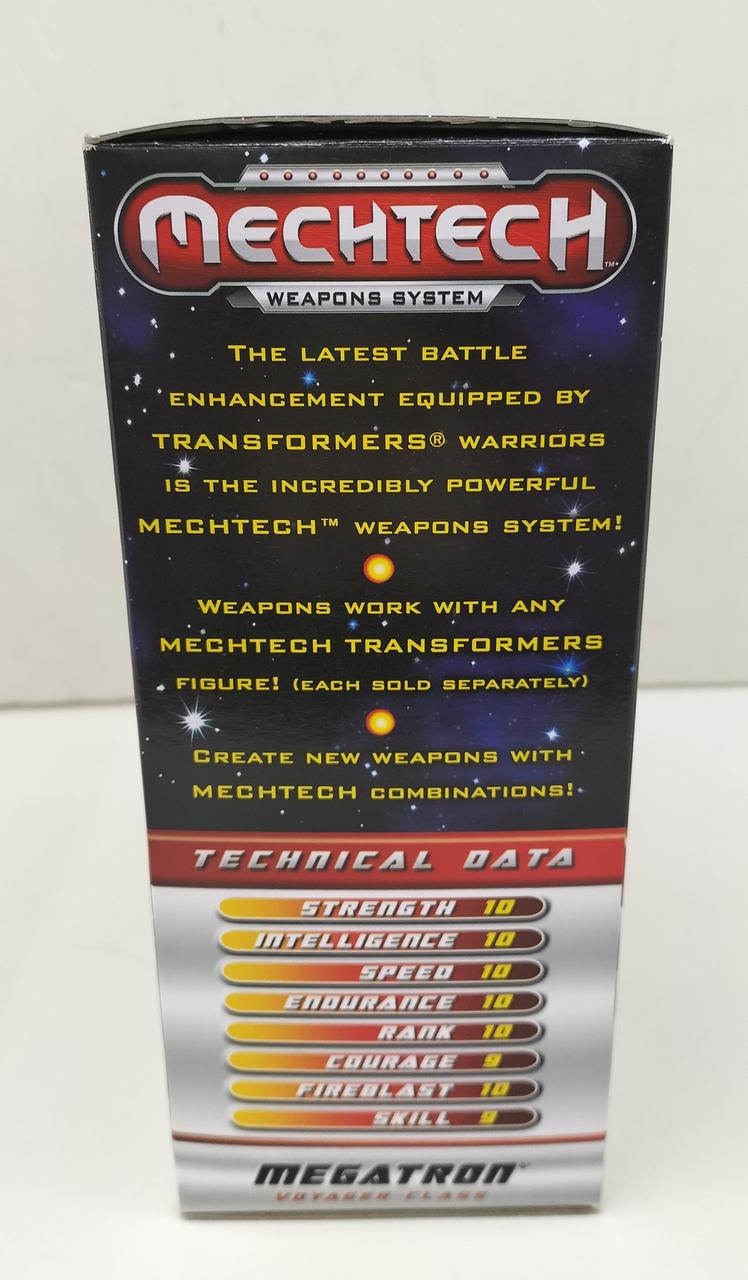 MECHTECH™
WEAPONS SYSTEM
THE LATEST BATTLE
ENHANCEMENT EQUIPPED BY
TRANSFORMERS® WARRIORS
IS THE INCREDIBLY POWERFUL
MECHTECH™ WEAPONS SYSTEM!
WEAPONS WORK WITH ANY
MECHTECH TRANSFORMERS
FIGURE! (EACH SOLD SEPARATELY)
CREATE NEW WEAPONS WITH
MECHTECH COMBINATIONS!
TECHNICAL DATA
STRENGTH 10
INTELLIGENCE 10
SPEED 10
ENDURANCE 10
RANK 10
COURAGE 9
FIREBLAST 10
SKILL 9
MEGATRON®
VOYAGER CLASS